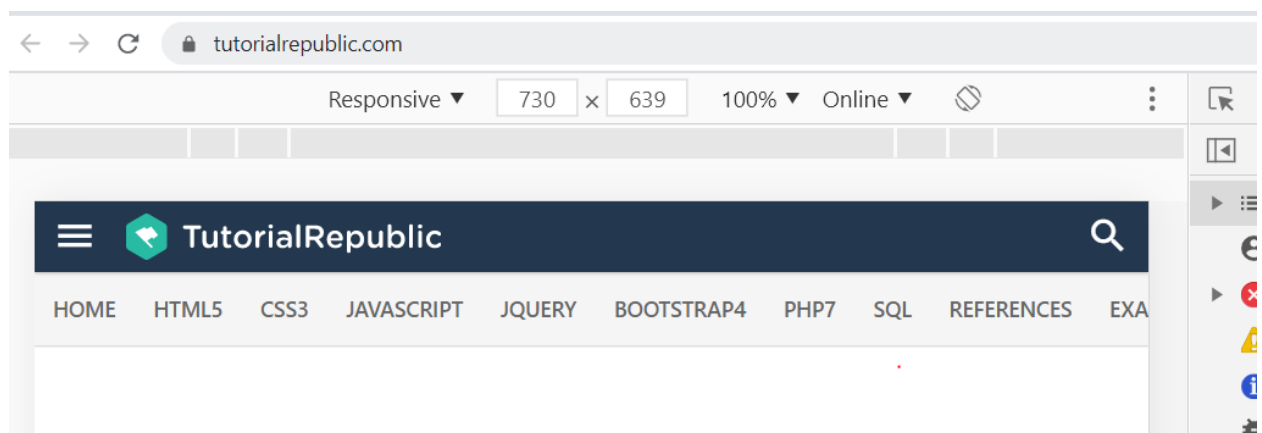 tutorialrepublic.com
Responsive 730 × 639 100% Online
TutorialRepublic
HOME HTML5 CSS3 JAVASCRIPT JQUERY BOOTSTRAP4 PHP7 SQL REFERENCES EXA